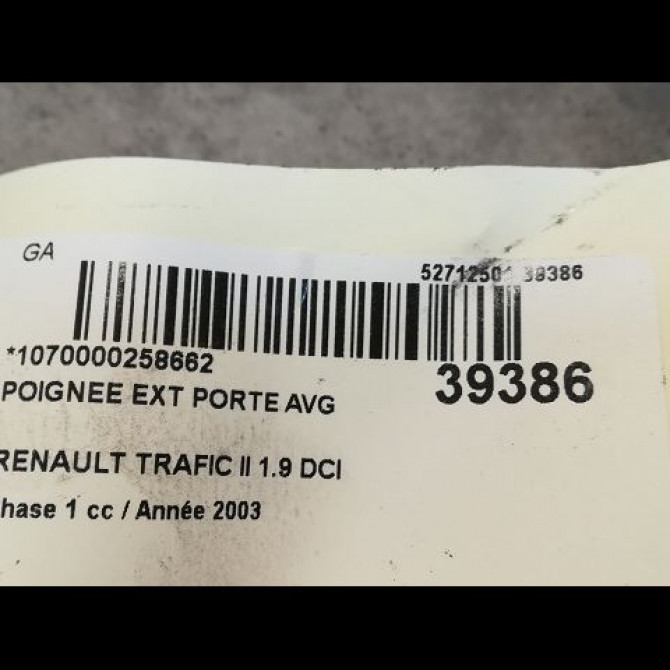 GA
5271250 39386
*1070000258662
39386
POIGNEE EXT PORTE AVG
RENAULT TRAFIC II 1.9 DCI
hase 1 cc / Année 2003